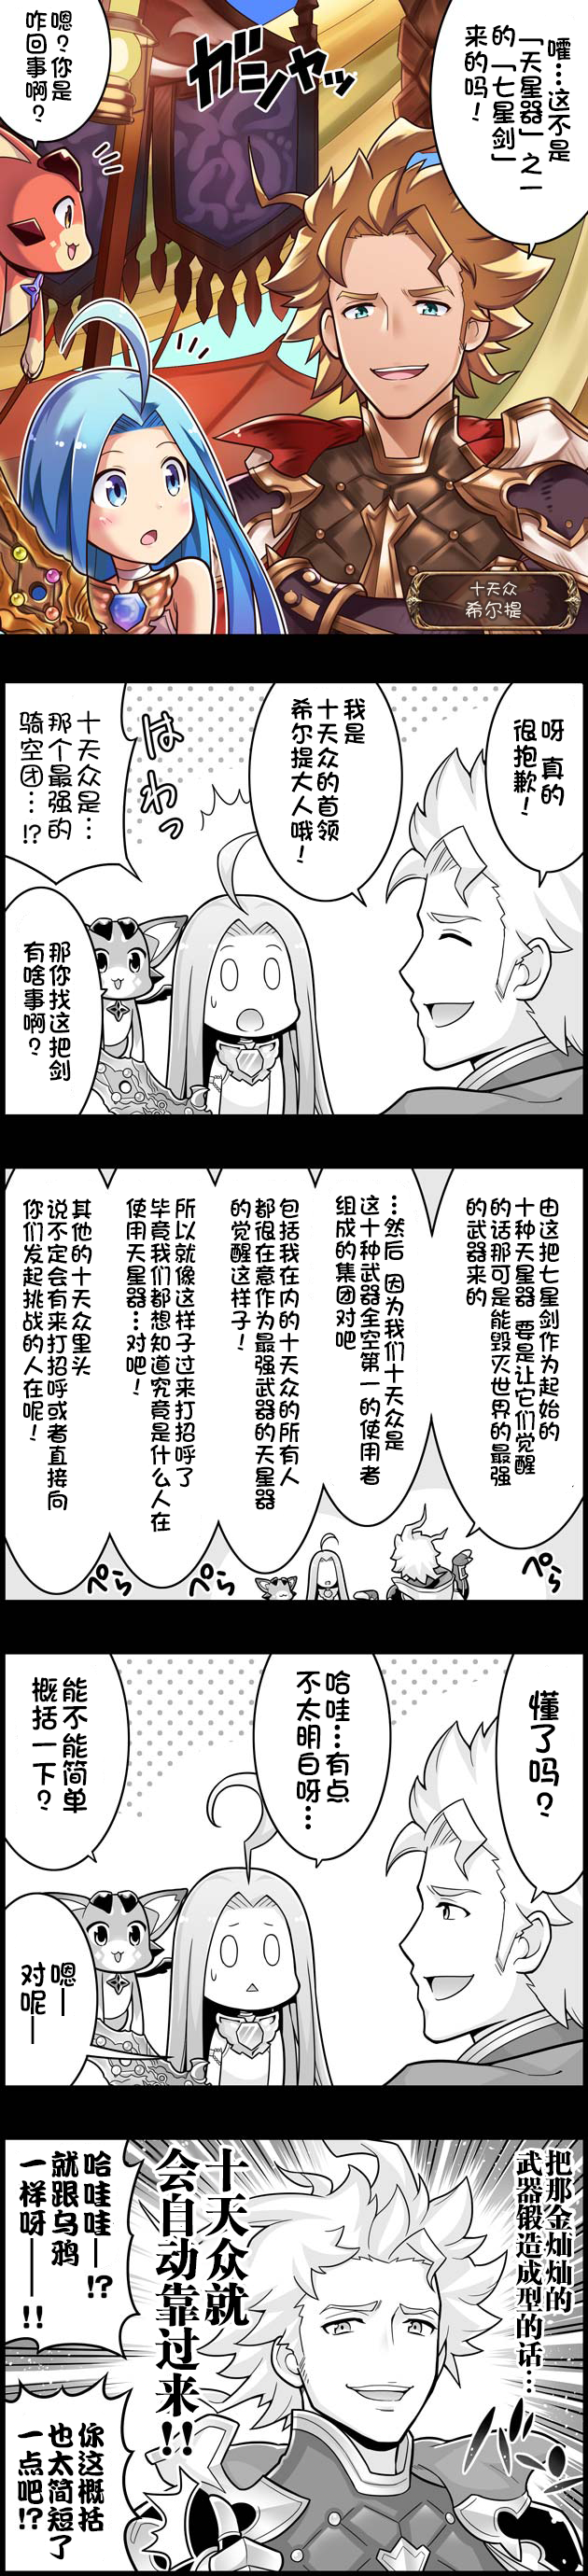 嚯…这不是
「天星器」之一
的「七星剑」
来的吗！
ガシャッ
嗯？你是
咋回事啊？
十天众
希尔提
呀 真的
很抱歉！
我是
十天众的首领
希尔提大人哦！
はわっ
十天众是…
那个最强的
骑空团…!?
那你找这把剑
有啥事啊？
由这把七星剑作为起始的
十种天星器 要是让它们觉醒
的话那可是能毁灭世界的最强
的武器来的
…然后 因为我们十天众是
这十种武器全空第一的使用者
组成的集团对吧
包括我在内的十天众的所有人
都很在意作为最强武器的天星器
的觉醒这样子！
所以就像这样子过来打招呼了
毕竟我们都想知道究竟是什么人在
使用天星器…对吧！
其他的十天众里头
说不定会有来打招呼或者直接向
你们发起挑战的人在呢！
ぺら
ぺら
ぺら
懂了吗？
哈哇…有点
不太明白呀…
能不能简单
概括一下？
嗯—
对呢—
把那金灿灿的
武器锻造成型的话…
十天众就
会自动靠过来!!
哈哇哇—!?
就跟乌鸦
一样呀——!!
你这概括
也太简短了
一点吧!?